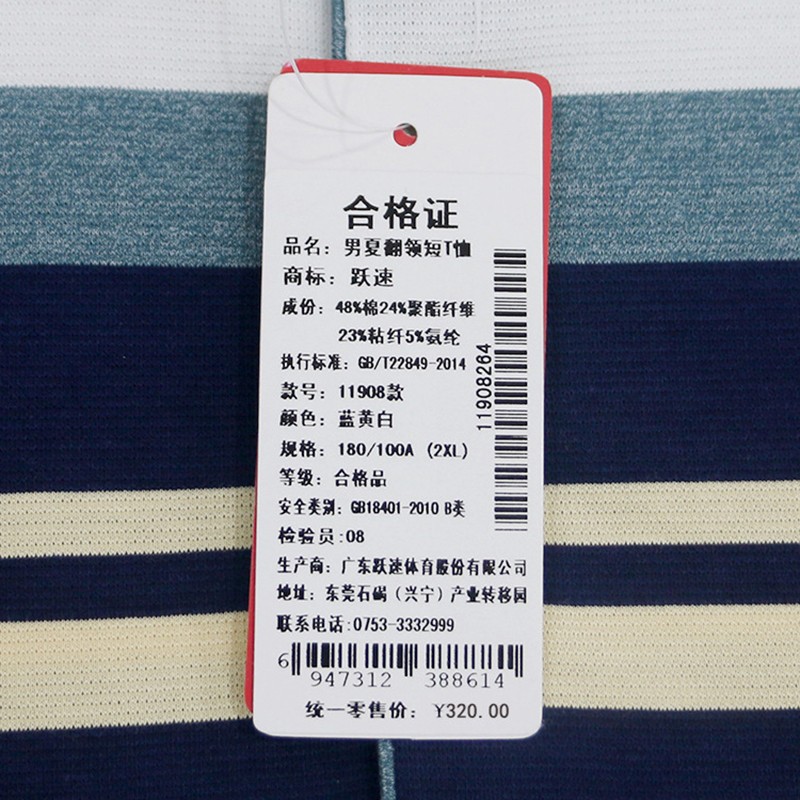 合格证
品名：男夏翻领短T恤
商标：跃速
成份：48%棉24%聚酯纤维
23%粘纤5%氨纶
执行标准：GB/T22849-2014
款号：11908款
颜色：蓝黄白
规格：180/100A (2XL)
等级：合格品
安全类别：GB18401-2010 B类
检验员:08
生产商：广东跃速体育股份有限公司
地址：东莞石碣（兴宁）产业转移园
联系电话:0753-3332999
11908264
6 947312 388614
统一零售价：¥320.00